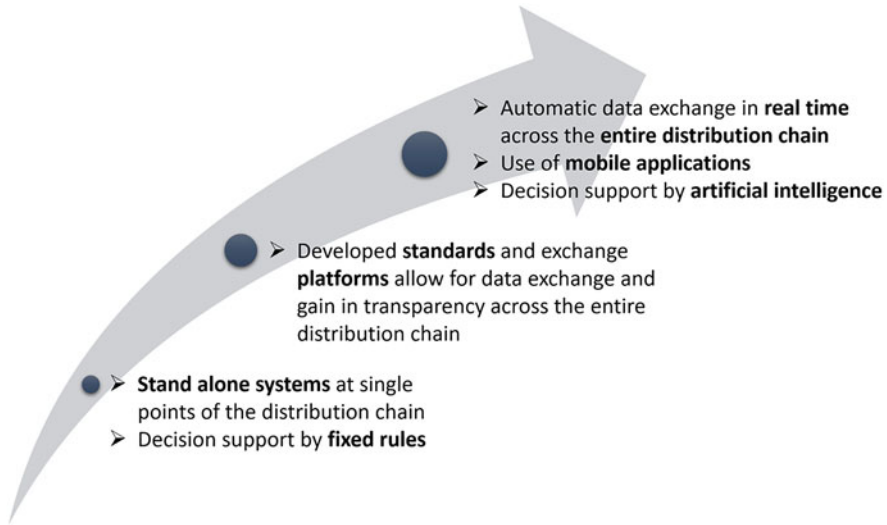 ➢ Automatic data exchange in real time
across the entire distribution chain
➢ Use of mobile applications
➢ Decision support by artificial intelligence
➢ Developed standards and exchange
platforms allow for data exchange and
gain in transparency across the entire
distribution chain
➢ Stand alone systems at single
points of the distribution chain
➢ Decision support by fixed rules